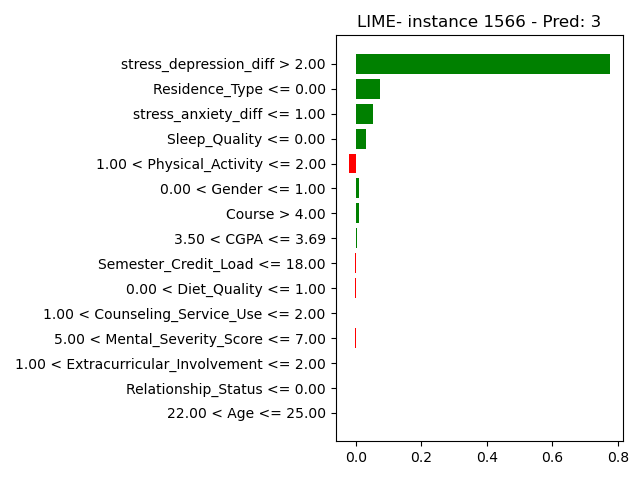 LIME- instance 1566 - Pred: 3
stress_depression_diff > 2.00
Residence_Type <= 0.00
stress_anxiety_diff <= 1.00
Sleep_Quality <= 0.00
1.00 < Physical_Activity <= 2.00
0.00 < Gender <= 1.00
Course > 4.00
3.50 < CGPA <= 3.69
Semester_Credit_Load <= 18.00
0.00 < Diet_Quality <= 1.00
1.00 < Counseling_Service_Use <= 2.00
5.00 < Mental_Severity_Score <= 7.00
1.00 < Extracurricular_Involvement <= 2.00
Relationship_Status <= 0.00
22.00 < Age <= 25.00
0.0 0.2 0.4 0.6 0.8